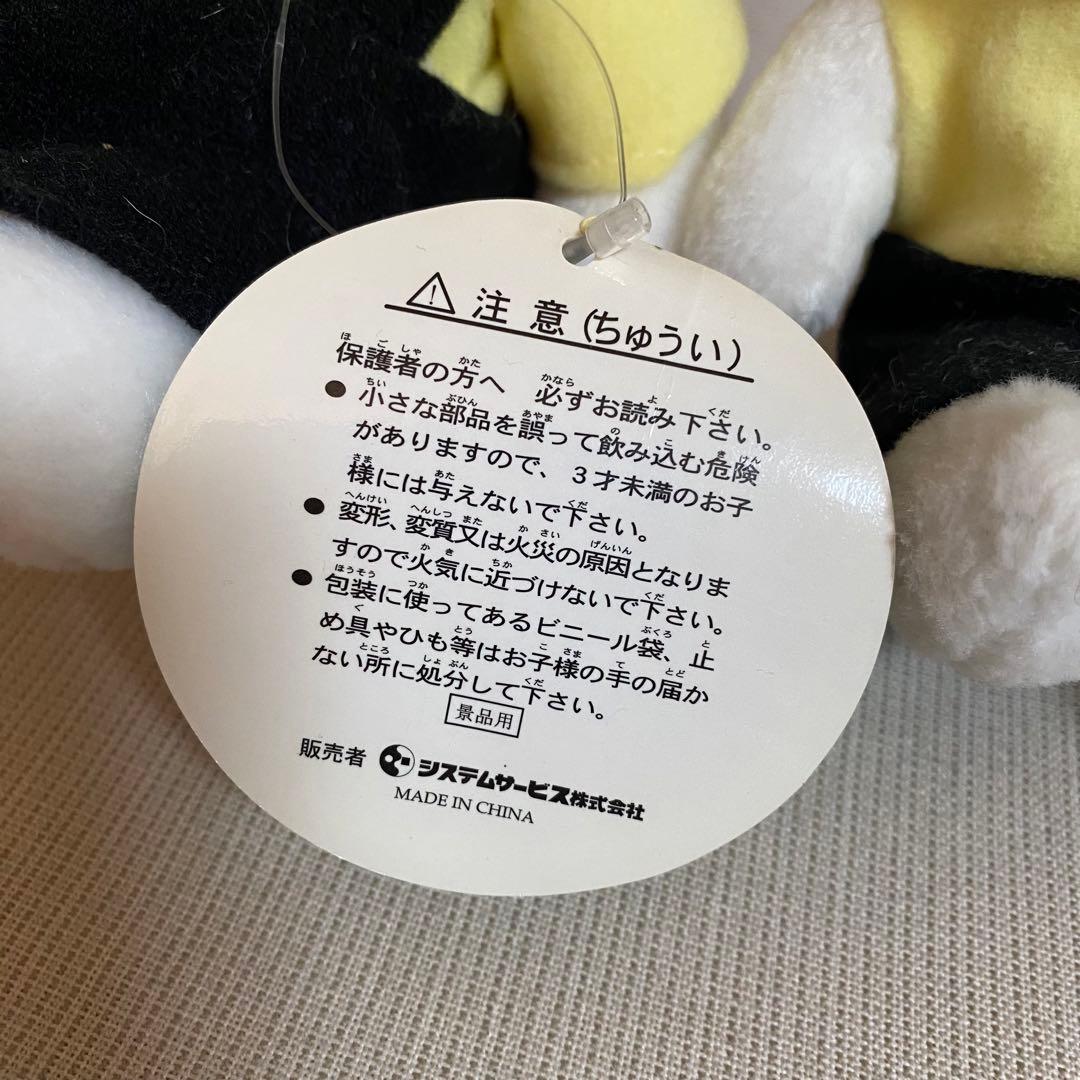 注意(ちゅうい)
保護者の方へ 必ずお読み下さい。
●小さな部品を誤って飲み込む危険
がありますので、3才未満のお子
様には与えないで下さい。
●変形、変質又は火災の原因となりま
すので火気に近づけないで下さい。
●包装に使ってあるビニール袋、止
め具やひも等はお子様の手の届か
ない所に処分して下さい。
景品用
販売者 システムサービス株式会社
MADE IN CHINA